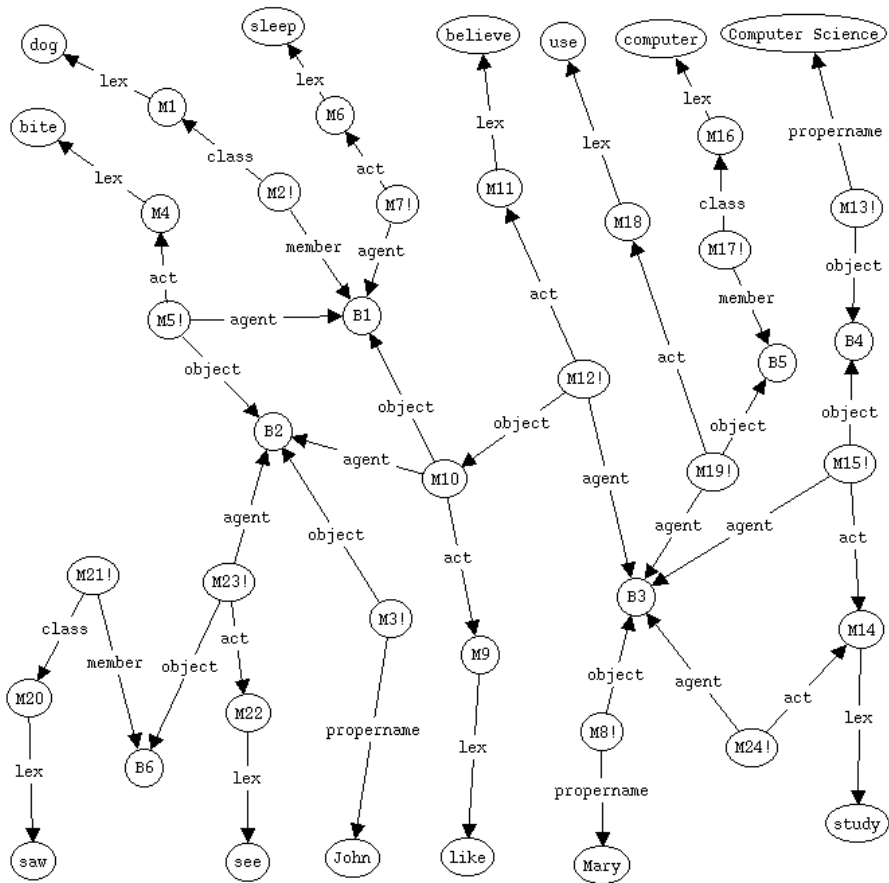 sleep
believe
use
computer
Computer Science
dog
lex
lex
M1
M6
bite
lex
lex
lex
M16
propername
class
act
M11
lex
M2!
M7!
M4
M18
class
M13!
member
agent
M17!
act
object
act
member
M5!
agent
B1
B4
object
act
B5
M12!
object
object
object
object
B2
agent
M10
M19!
M15!
agent
agent
agent
agent
object
act
act
M21!
M23!
B3
M3!
class
act
M14
member
object
M9
object
agent
M20
M22
act
lex
propername
M8!
M24!
lex
lex
B6
lex
propername
study
saw
see
John
like
Mary